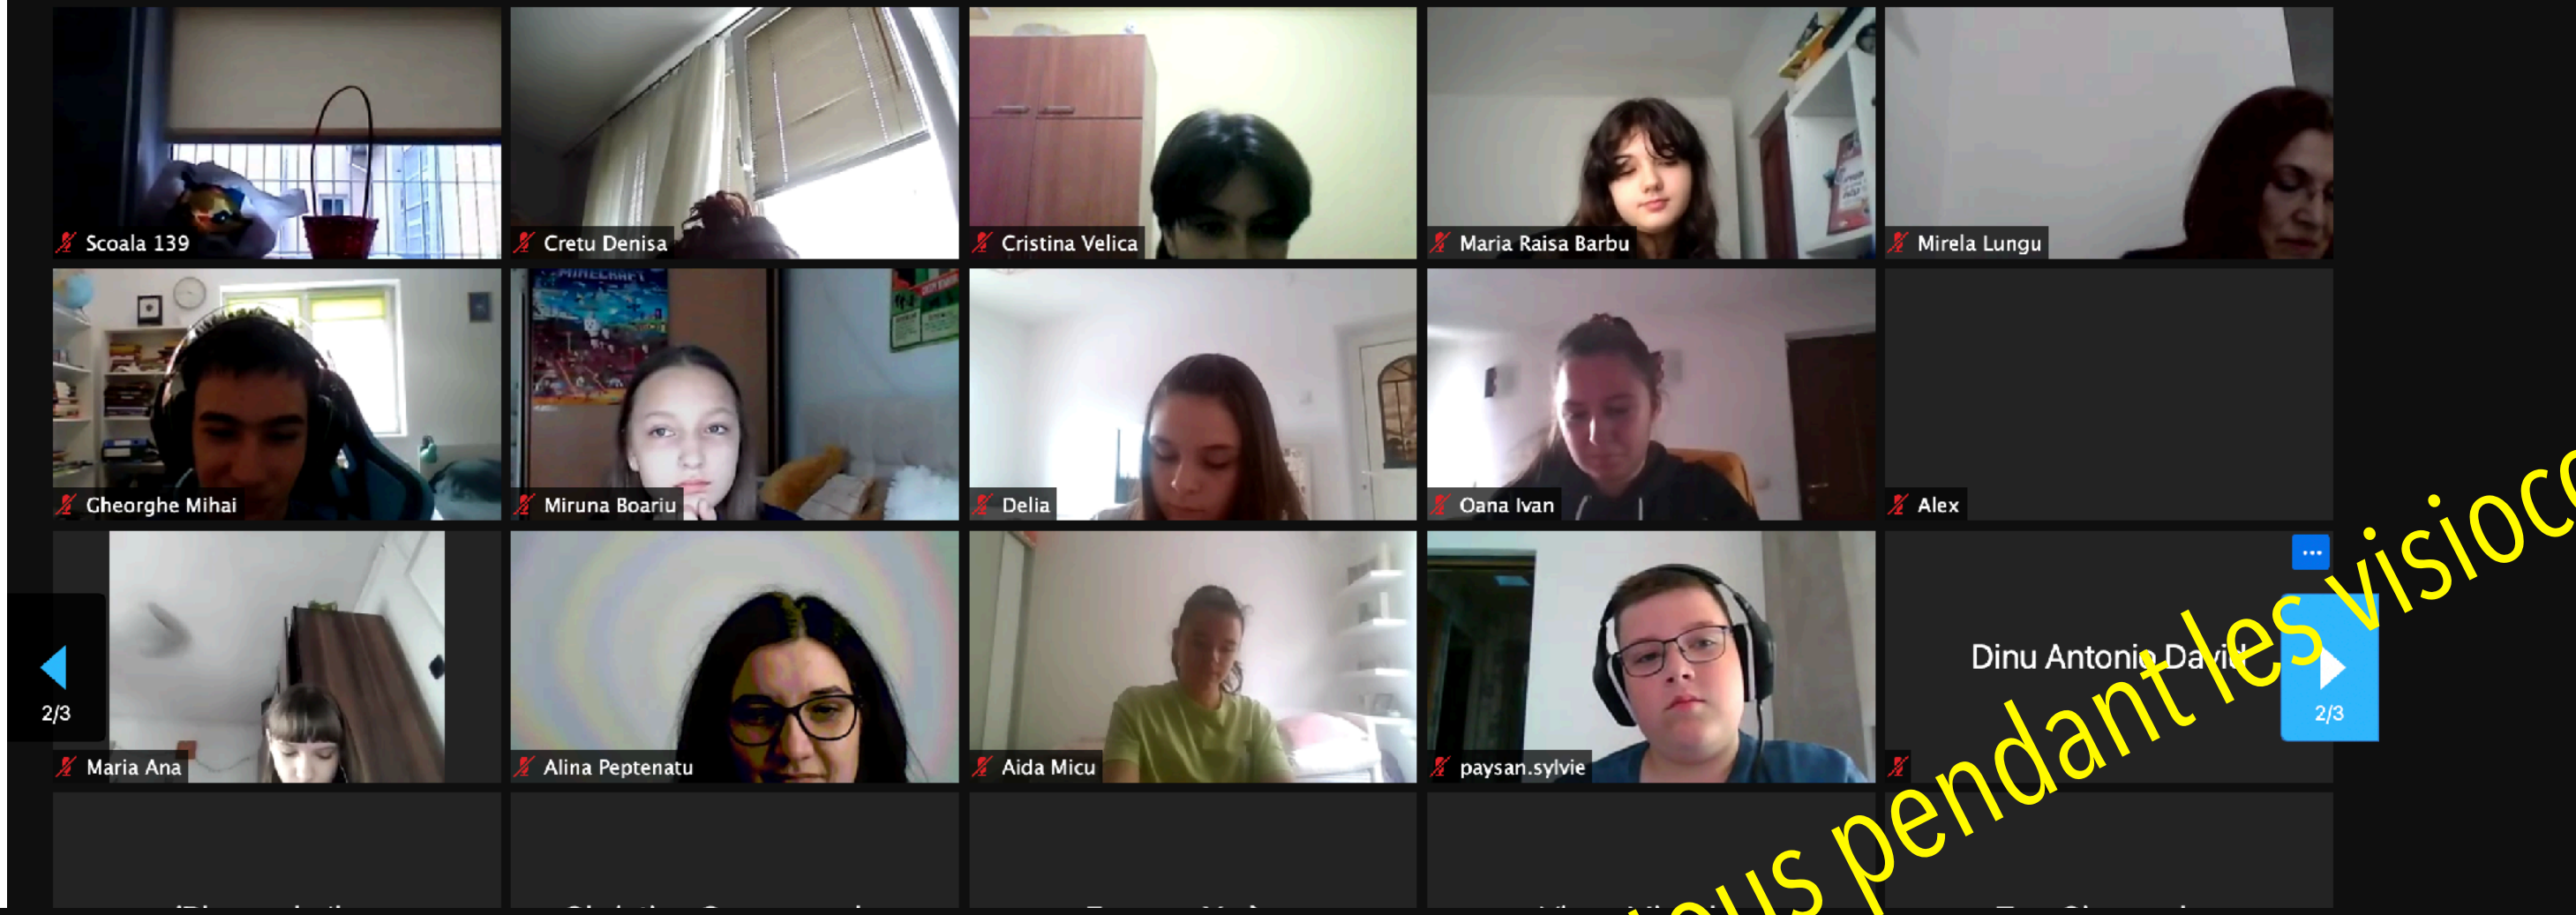 Scoala 139
Cretu Denisa
Cristina Velica
Maria Raisa Barbu
Mirela Lungu
MINECRAFT
Gheorghe Mihai
Miruna Boariu
Delia
Oana Ivan
Alex
2/3
Maria Ana
Alina Peptenatu
Aida Micu
paysan.sylvie
Dinu Antonio David
2/3
pendant les